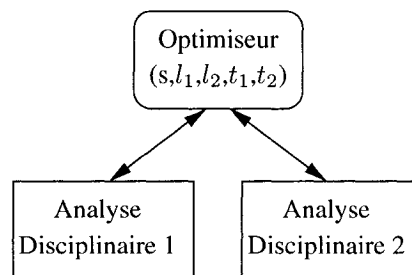 Optimiseur
(s,l₁,l₂,t₁,t₂)
Analyse
Disciplinaire 1
Analyse
Disciplinaire 2